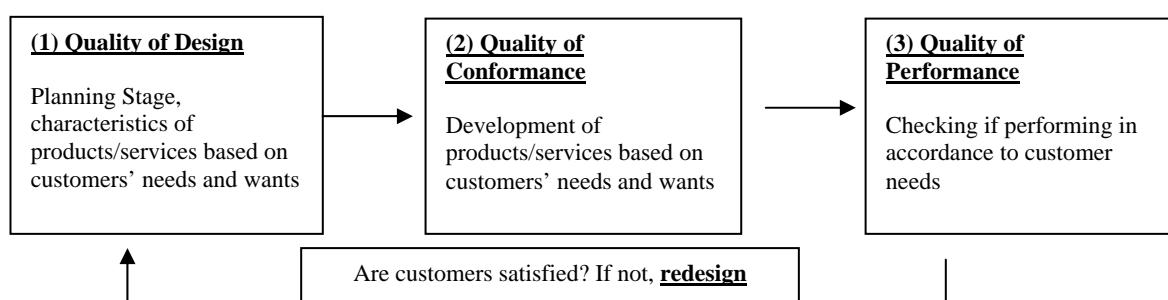 (1) Quality of Design
Planning Stage,
characteristics of
products/services based on
customers’ needs and wants
(2) Quality of
Conformance
Development of
products/services based on
customers’ needs and wants
(3) Quality of
Performance
Checking if performing in
accordance to customer
needs
Are customers satisfied? If not, redesign